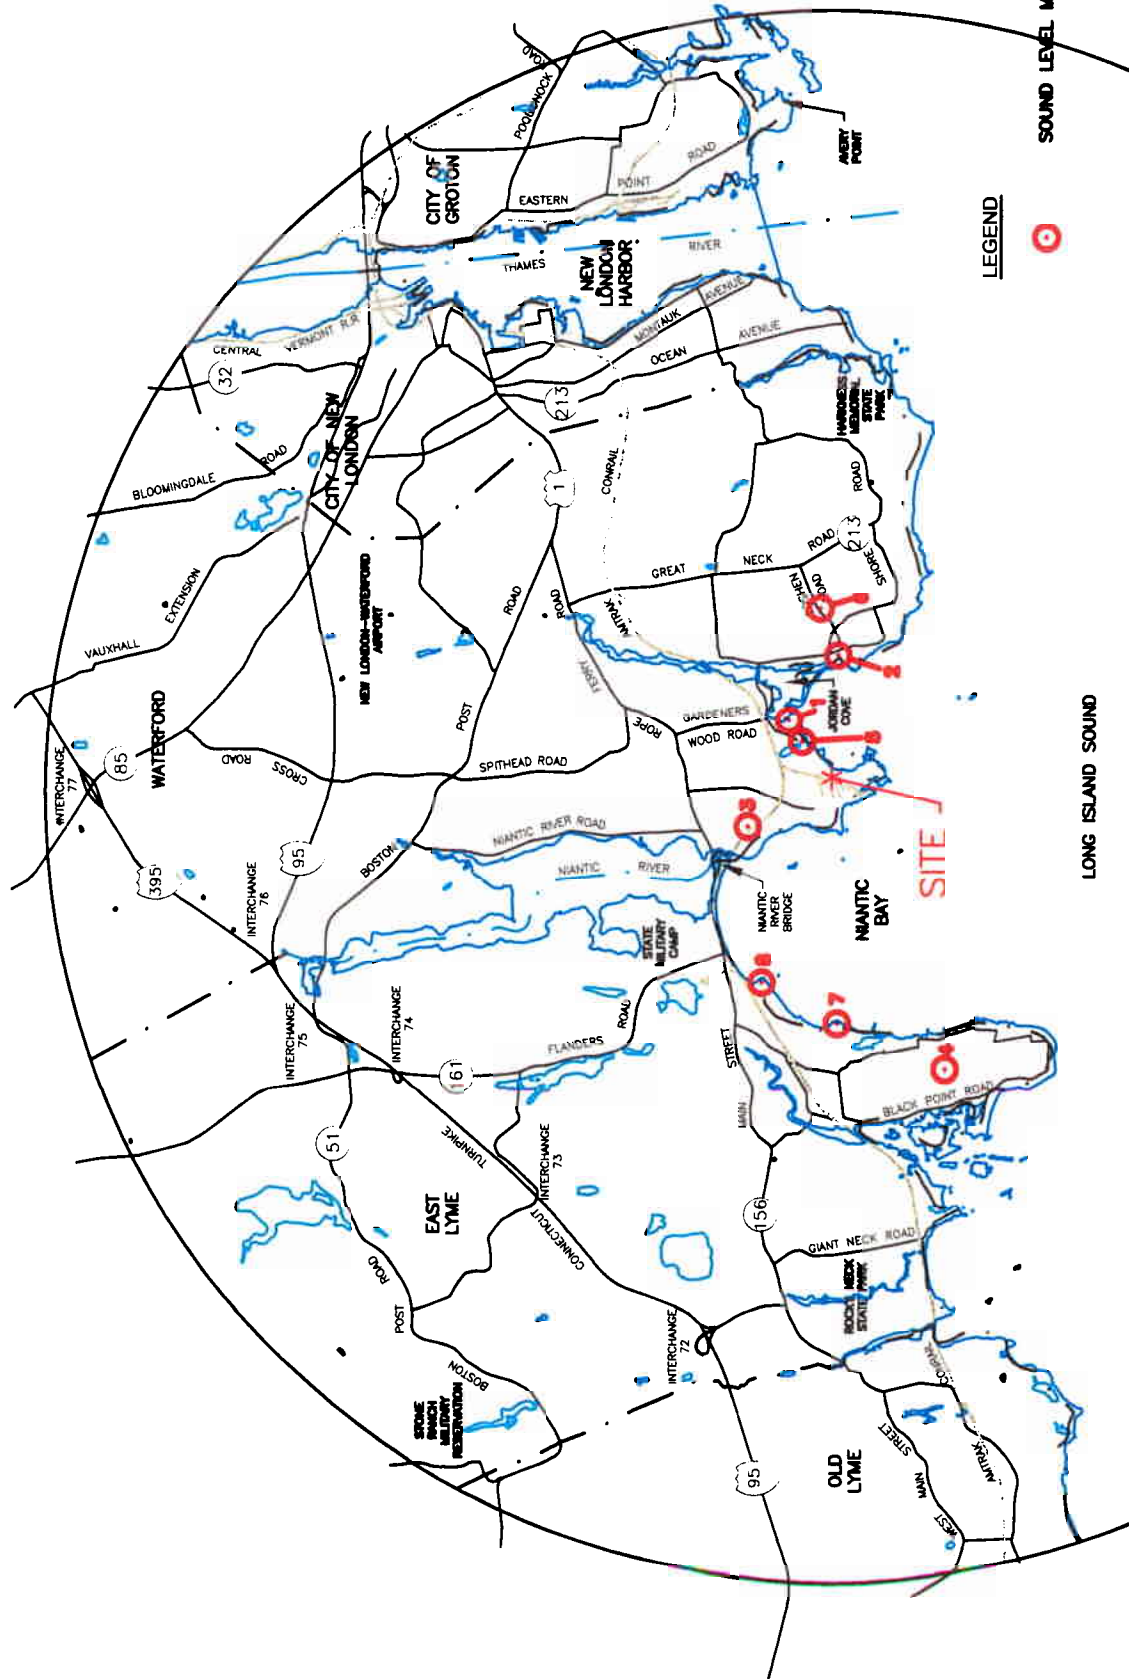 POQUONOCK
ROAD
CITY OF
GROTON
EASTERN
POINT
ROAD
AVERY
POINT
LEGEND
SOUND LEVEL
THAMES
RIVER
NEW
LONDON
HARBOR
CENTRAL
VERMONT R.R
32
MONTAUK
AVENUE
OCEAN
AVENUE
213
BLOOMINGDALE
ROAD
CITY OF NEW
LONDON
HARKNESS
MEMORIAL
STATE
PARK
CONRAIL
1
VAUXHALL
EXTENSION
NEW LONDON-WATERFORD
AIRPORT
ROAD
POST
ROAD
GREAT
NECK
ROAD
213
ROAD
SHORE
AMTRAK
FERRY
ROPE
2
JORDAN
COVE
1
GARDENERS
WOOD ROAD
SPITHEAD ROAD
CROSS
ROAD
WATERFORD
85
INTERCHANGE
77
SITE
LONG ISLAND SOUND
395
INTERCHANGE
76
95
BOSTON
NIANTIC RIVER ROAD
NIANTIC
RIVER
5
NIANTIC
RIVER
BRIDGE
NIANTIC
BAY
STATE
MILITARY
CAMP
INTERCHANGE
75
INTERCHANGE
74
161
FLANDERS
ROAD
STREET
MAIN
7
4
BLACK POINT ROAD
51
TURNPIKE
CONNECTICUT
INTERCHANGE
73
EAST
LYME
ROAD
POST
BOSTON
156
GIANT NECK ROAD
ROCKY NECK
STATE PARK
INTERCHANGE
72
STONE
RANCH
MILITARY
RESERVATION
95
OLD
LYME
CONRAIL
AMTRAK
STREET
MAIN
WEST